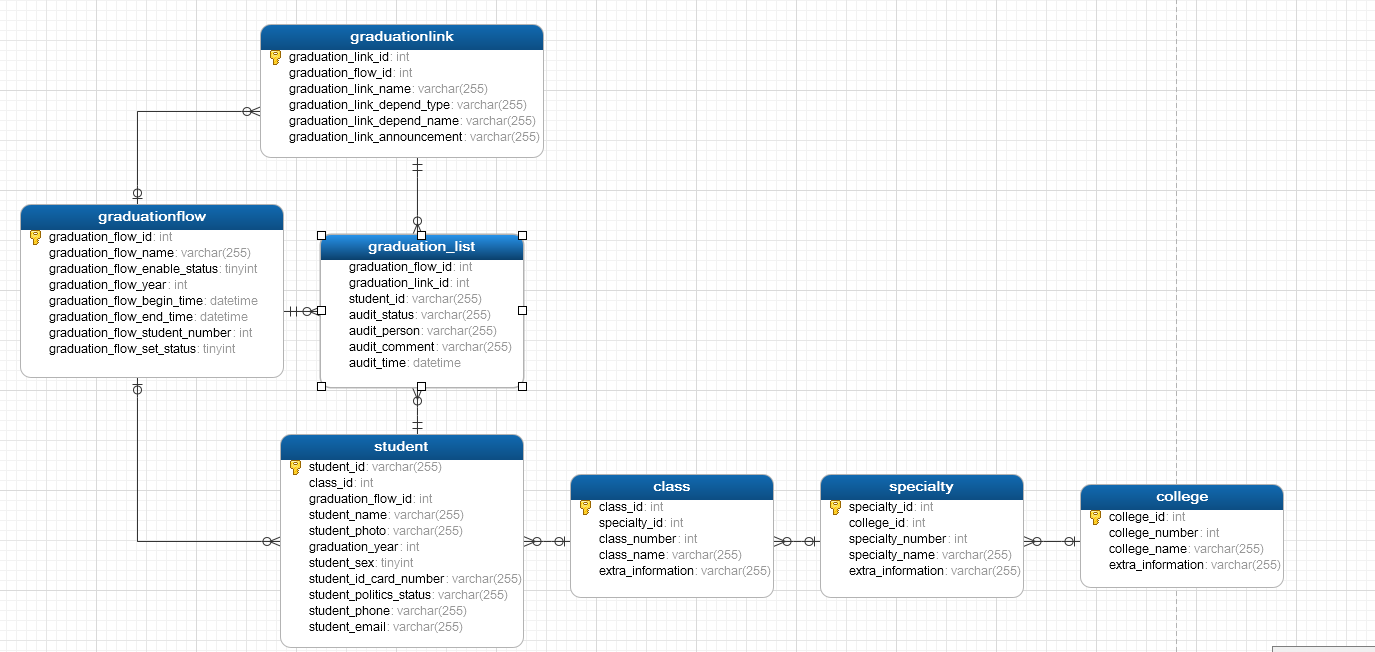 graduationlink
graduation_link_id: int
graduation_flow_id: int
graduation_link_name: varchar(255)
graduation_link_depend_type: varchar(255)
graduation_link_depend_name: varchar(255)
graduation_link_announcement: varchar(255)
graduationflow
graduation_flow_id: int
graduation_flow_name: varchar(255)
graduation_flow_enable_status: tinyint
graduation_flow_year: int
graduation_flow_begin_time: datetime
graduation_flow_end_time: datetime
graduation_flow_student_number: int
graduation_flow_set_status: tinyint
graduation_list
graduation_flow_id: int
graduation_link_id: int
student_id: varchar(255)
audit_status: varchar(255)
audit_person: varchar(255)
audit_comment: varchar(255)
audit_time: datetime
student
student_id: varchar(255)
class_id: int
graduation_flow_id: int
student_name: varchar(255)
student_photo: varchar(255)
graduation_year: int
student_sex: tinyint
student_id_card_number: varchar(255)
student_politics_status: varchar(255)
student_phone: varchar(255)
student_email: varchar(255)
class
class_id: int
specialty_id: int
class_number: int
class_name: varchar(255)
extra_information: varchar(255)
specialty
specialty_id: int
college_id: int
specialty_number: int
specialty_name: varchar(255)
extra_information: varchar(255)
college
college_id: int
college_number: int
college_name: varchar(255)
extra_information: varchar(255)